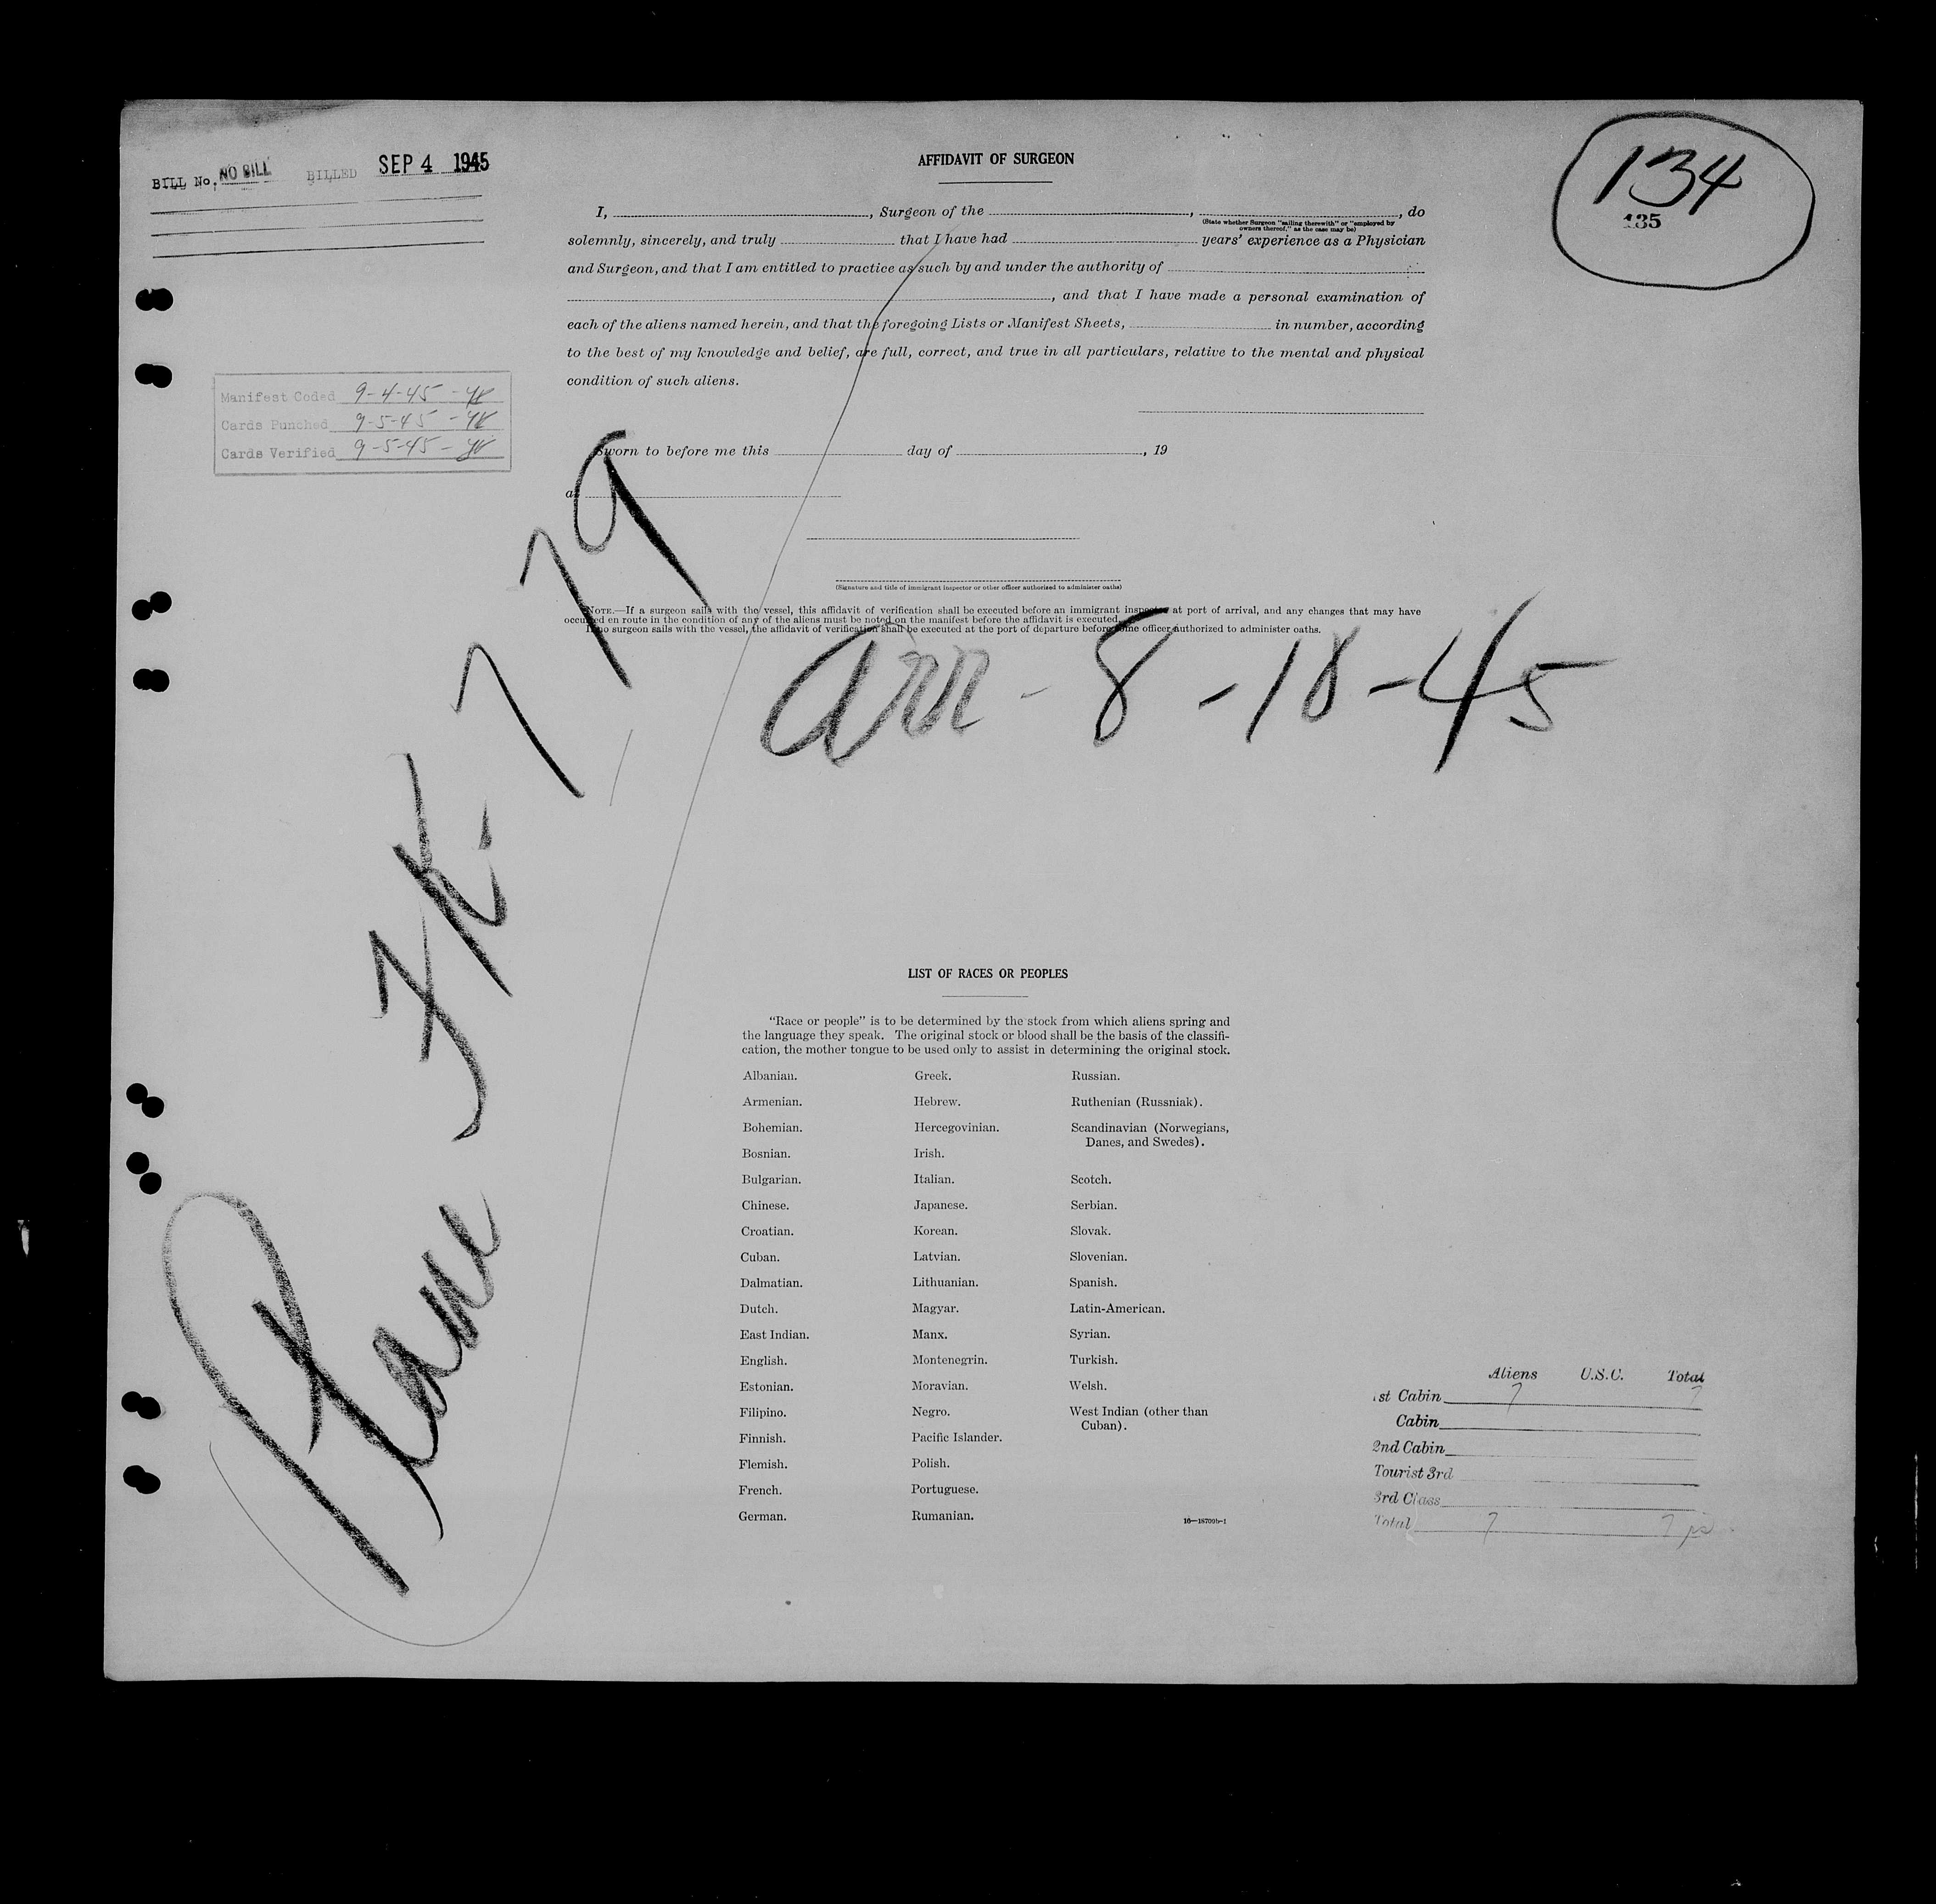 BILL No. NO BILL BILLED SEP 4 1945
134
135
AFFIDAVIT OF SURGEON
I, , Surgeon of the , , do
(State whether Surgeon "sailing therewith" or "employed by
owners thereof," as the case may be)
solemnly, sincerely, and truly that I have had years' experience as a Physician
and Surgeon, and that I am entitled to practice as such by and under the authority of
, and that I have made a personal examination of
each of the aliens named herein, and that the foregoing Lists or Manifest Sheets, in number, according
to the best of my knowledge and belief, are full, correct, and true in all particulars, relative to the mental and physical
condition of such aliens.
Manifest Coded 9-4-45
Cards Punched 9-5-45
Cards Verified 9-5-45
Sworn to before me this day of , 19
at
(Signature and title of immigrant inspector or other officer authorized to administer oaths)
NOTE.—If a surgeon sails with the vessel, this affidavit of verification shall be executed before an immigrant inspector at port of arrival, and any changes that may have
occurred en route in the condition of any of the aliens must be noted on the manifest before the affidavit is executed.
If no surgeon sails with the vessel, the affidavit of verification shall be executed at the port of departure before some officer authorized to administer oaths.
arr - 8 - 18 - 45
Plane JK. 779
LIST OF RACES OR PEOPLES
"Race or people" is to be determined by the stock from which aliens spring and
the language they speak. The original stock or blood shall be the basis of the classifi-
cation, the mother tongue to be used only to assist in determining the original stock.
Albanian. Greek. Russian.
Armenian. Hebrew. Ruthenian (Russniak).
Bohemian. Hercegovinian. Scandinavian (Norwegians,
Danes, and Swedes).
Bosnian. Irish.
Bulgarian. Italian. Scotch.
Chinese. Japanese. Serbian.
Croatian. Korean. Slovak.
Cuban. Latvian. Slovenian.
Dalmatian. Lithuanian. Spanish.
Dutch. Magyar. Latin-American.
East Indian. Manx. Syrian.
English. Montenegrin. Turkish.
Estonian. Moravian. Welsh.
Filipino. Negro. West Indian (other than
Cuban).
Finnish. Pacific Islander.
Flemish. Polish.
French. Portuguese.
German. Rumanian.
16—18709b-1
Aliens U.S.C. Total
1st Cabin 7 7
Cabin
2nd Cabin
Tourist 3rd
3rd Class
Total 7 7